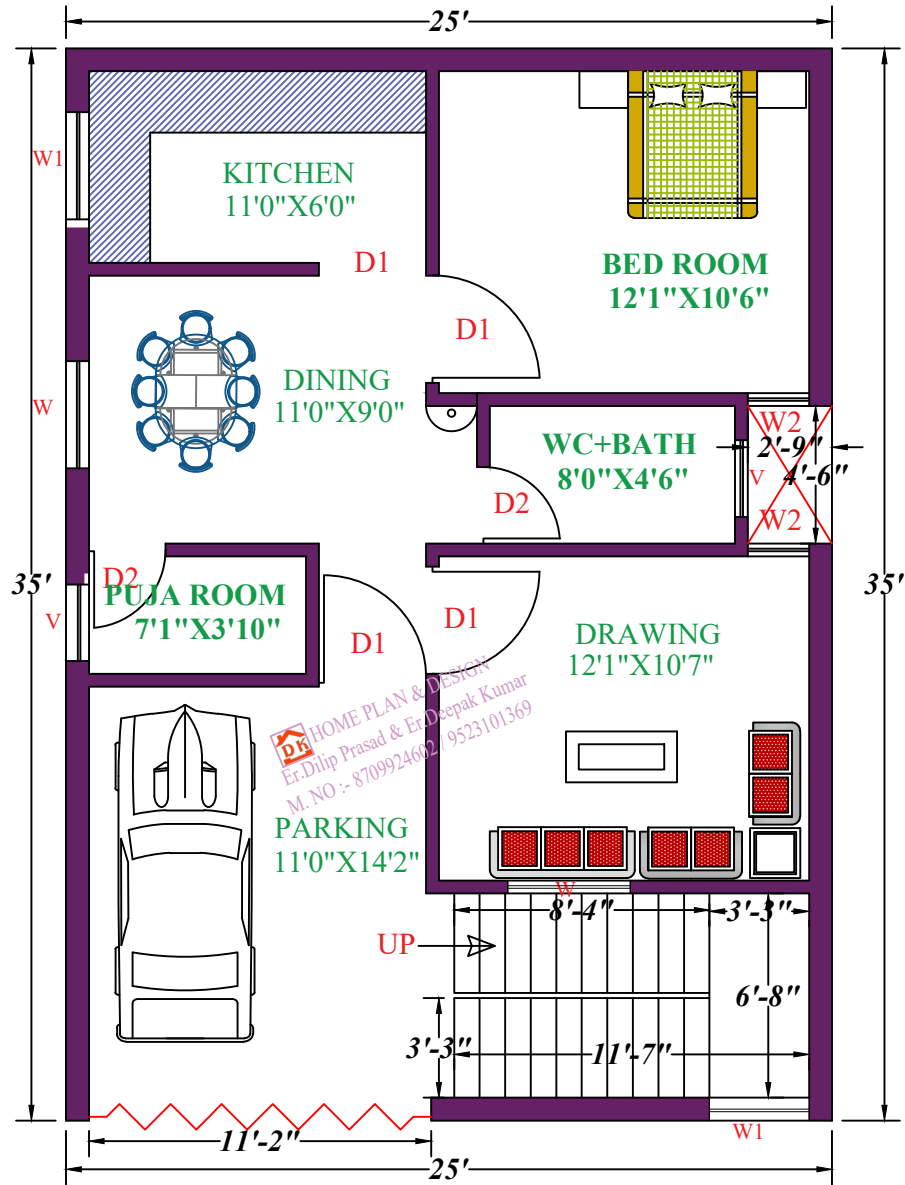 25'
W1
KITCHEN
11'0"X6'0"
D1
BED ROOM
12'1"X10'6"
D1
W
DINING
11'0"X9'0"
WC+BATH
8'0"X4'6"
D2
W2
2'-9"
V
4'-6"
W2
35'
35'
D2
PUJA ROOM
7'1"X3'10"
V
D1
D1
DRAWING
12'1"X10'7"
DK
HOME PLAN & DESIGN
Er.Dilip Prasad & Er.Deepak Kumar
M. NO :- 8709924602 / 9523101369
PARKING
11'0"X14'2"
W
8'-4"
3'-3"
UP
6'-8"
3'-3"
11'-7"
11'-2"
W1
25'